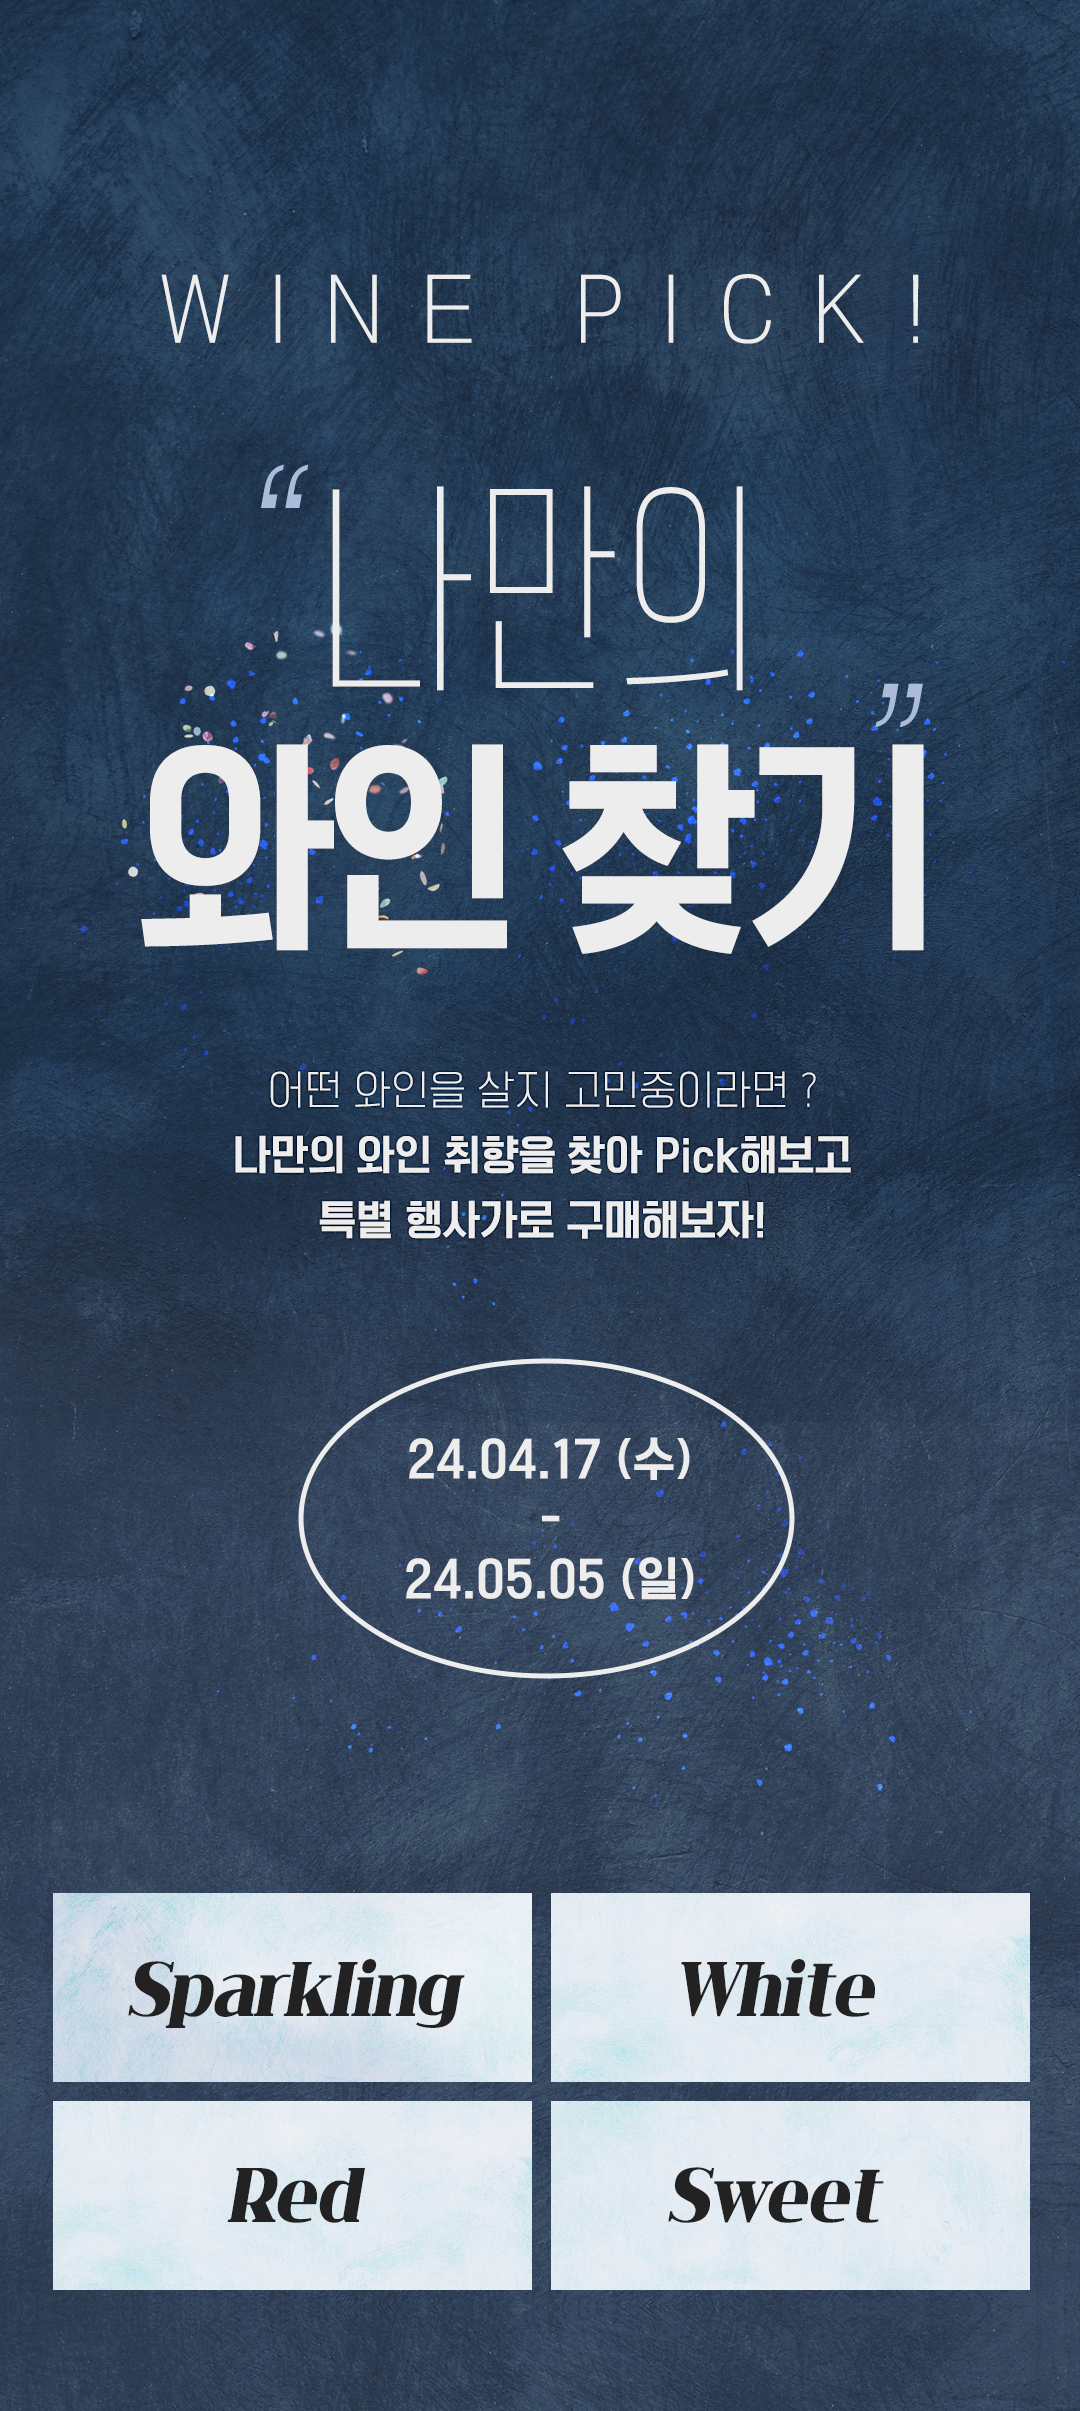 WINE PICK!
“나만의
와인 찾기”
어떤 와인을 살지 고민중이라면 ?
나만의 와인 취향을 찾아 Pick해보고
특별 행사가로 구매해보자!
24.04.17 (수)
-
24.05.05 (일)
Sparkling
White
Red
Sweet